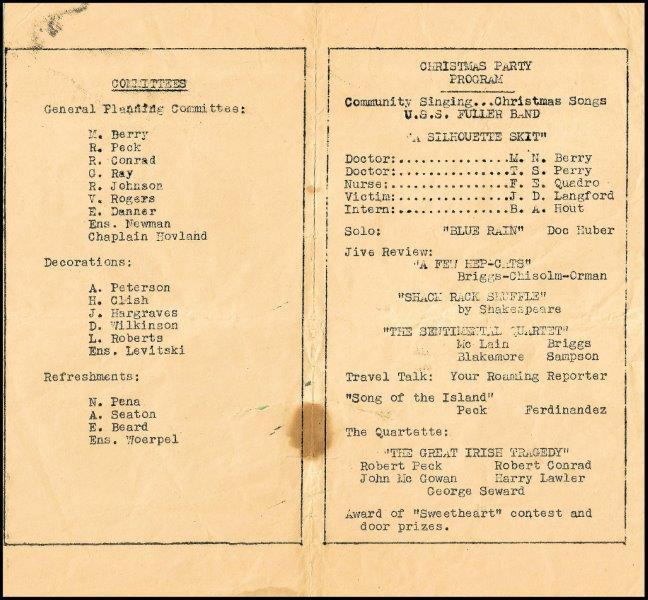 COMMITTEES
General Planning Committee:
M. Berry
R. Peck
R. Conrad
G. Ray
R. Johnson
V. Rogers
E. Danner
Ens. Newman
Chaplain Hovland
Decorations:
A. Peterson
H. Clish
J. Hargraves
D. Wilkinson
L. Roberts
Ens. Levitski
Refreshments:
N. Pena
A. Seaton
E. Beard
Ens. Woerpel
CHRISTMAS PARTY
PROGRAM
Community Singing...Christmas Songs
U.S.S. FULLER BAND
"A SILHOUETTE SKIT"
Doctor:...............M. N. Berry
Doctor:...............T. S. Perry
Nurse:................F. E. Quadro
Victim:...............J. D. Langford
Intern:...............B. A. Hout
Solo: "BLUE RAIN" Doc Huber
Jive Review:
"A FEW HEP-CATS"
Briggs-Chisolm-Orman
"SHACK RACK SHUFFLE"
by Shakespeare
"THE SENTIMENTAL QUARTET"
Mc Lain Briggs
Blakemore Sampson
Travel Talk: Your Roaming Reporter
"Song of the Island"
Peck Ferdinandez
The Quartette:
"THE GREAT IRISH TRAGEDY"
Robert Peck Robert Conrad
John Mc Gowan Harry Lawler
George Seward
Award of "Sweetheart" contest and
door prizes.